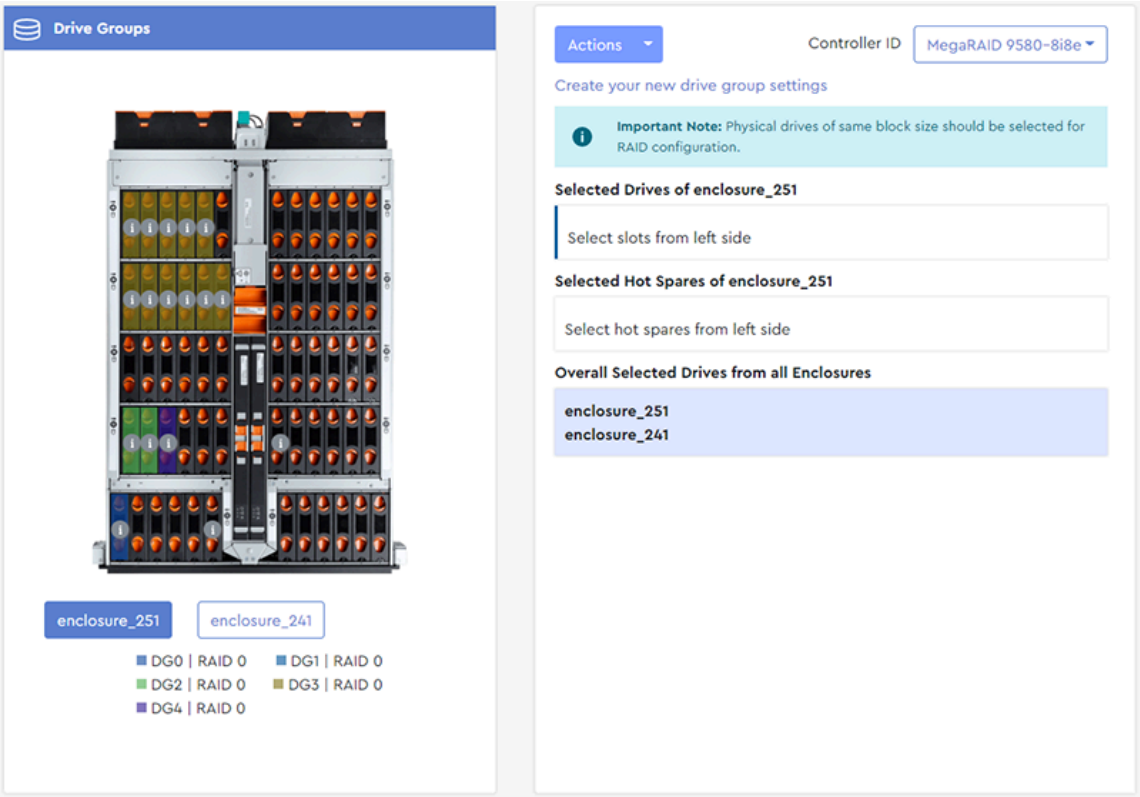 Drive Groups
enclosure_251
enclosure_241
DG0 | RAID 0
DG1 | RAID 0
DG2 | RAID 0
DG3 | RAID 0
DG4 | RAID 0
Actions
Controller ID
MegaRAID 9580-8i8e
Create your new drive group settings
Important Note: Physical drives of same block size should be selected for
RAID configuration.
Selected Drives of enclosure_251
Select slots from left side
Selected Hot Spares of enclosure_251
Select hot spares from left side
Overall Selected Drives from all Enclosures
enclosure_251
enclosure_241